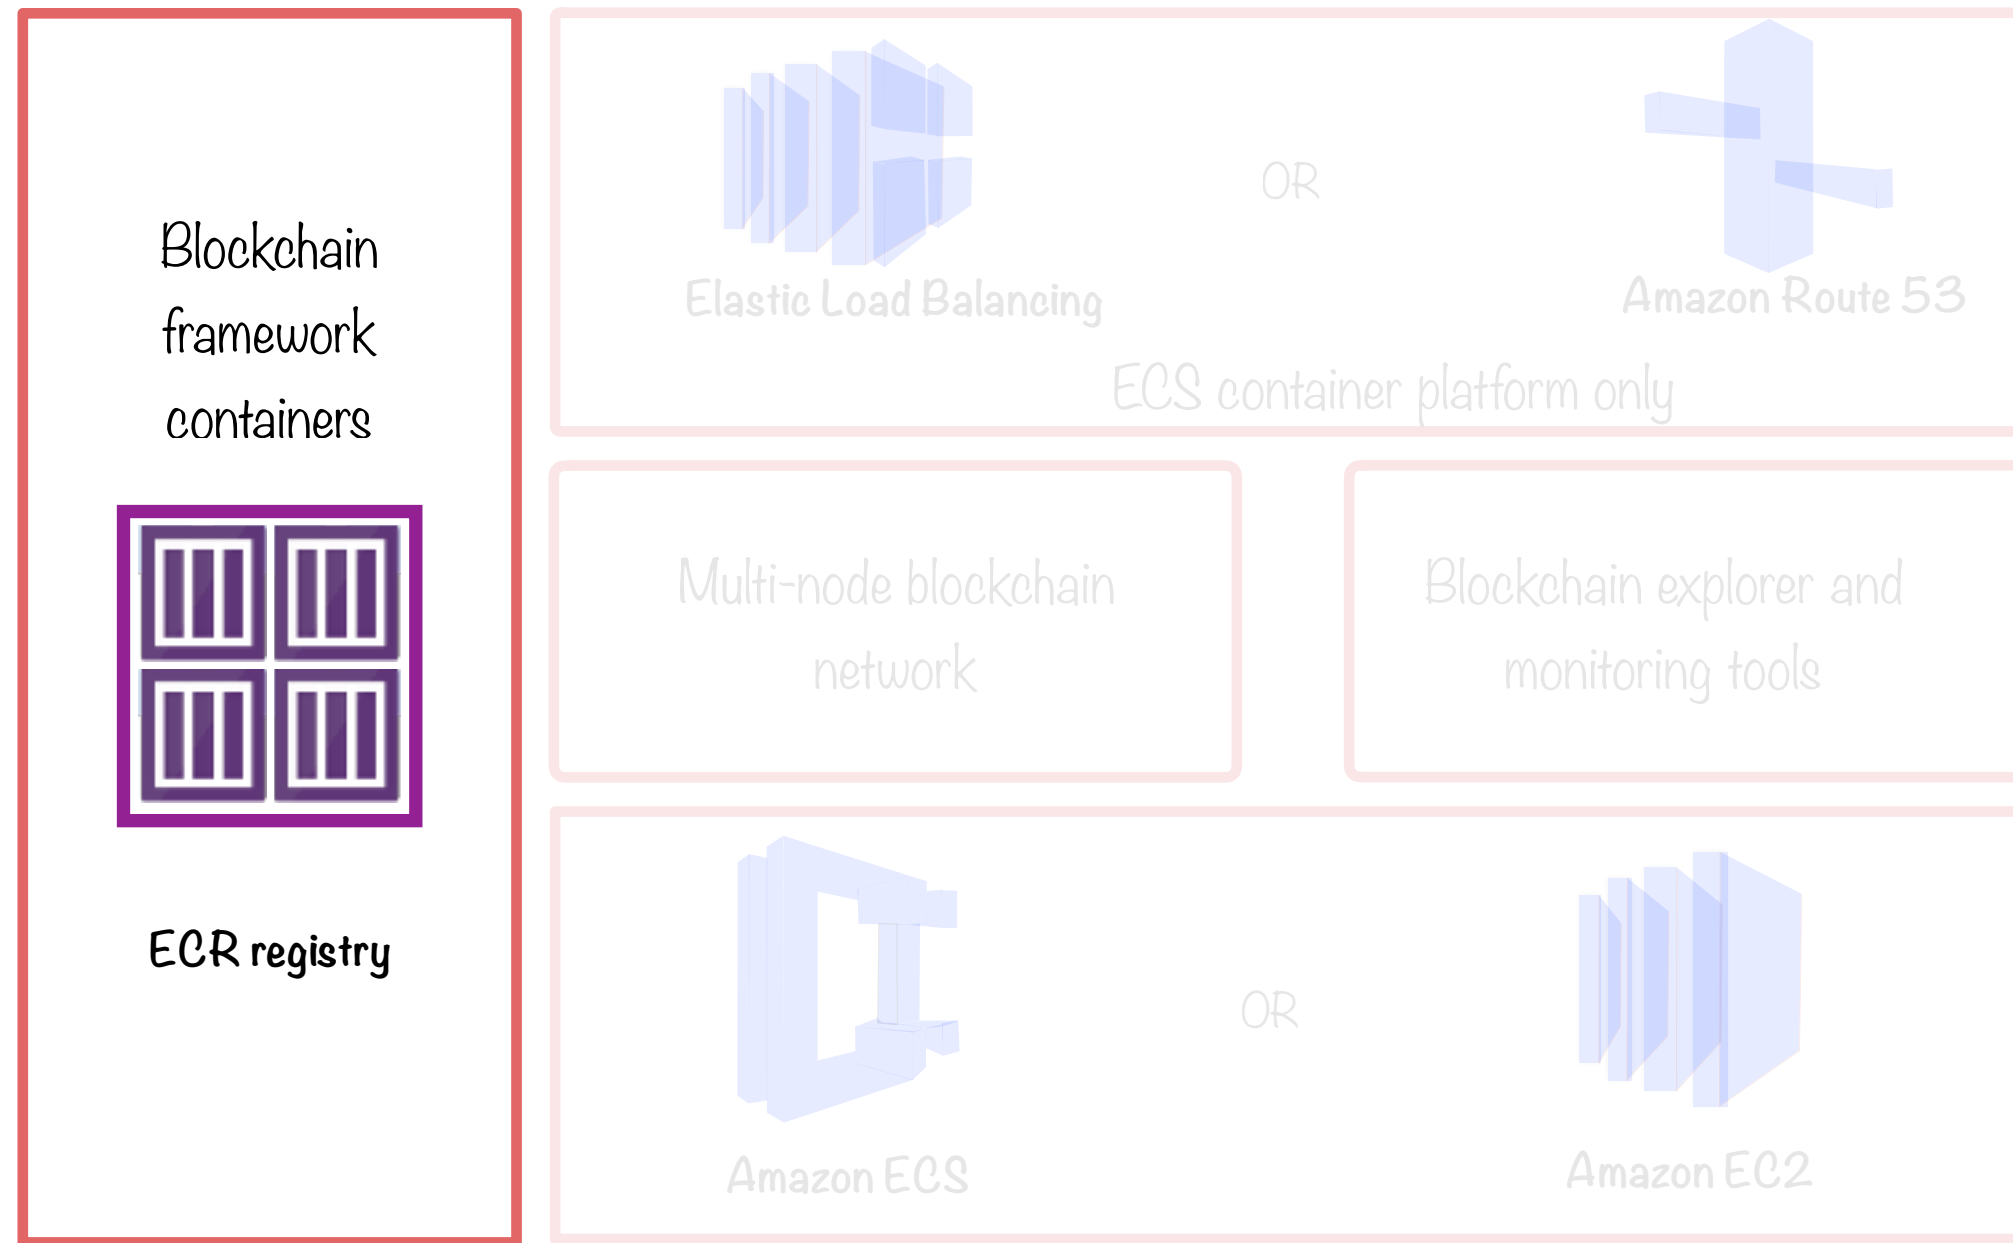 Blockchain
framework
containers
ECR registry
OR
Elastic Load Balancing
Amazon Route 53
ECS container platform only
Multi-node blockchain
network
Blockchain explorer and
monitoring tools
OR
Amazon ECS
Amazon EC2